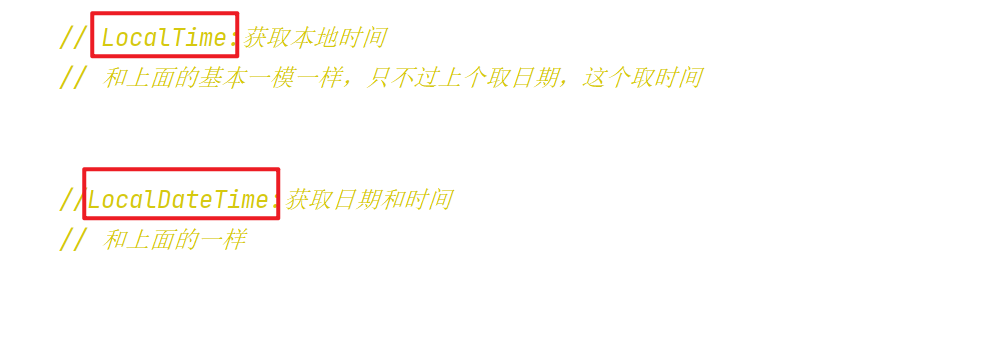 // LocalTime:获取本地时间
// 和上面的基本一模一样，只不过上个取日期，这个取时间
//LocalDateTime:获取日期和时间
// 和上面的一样